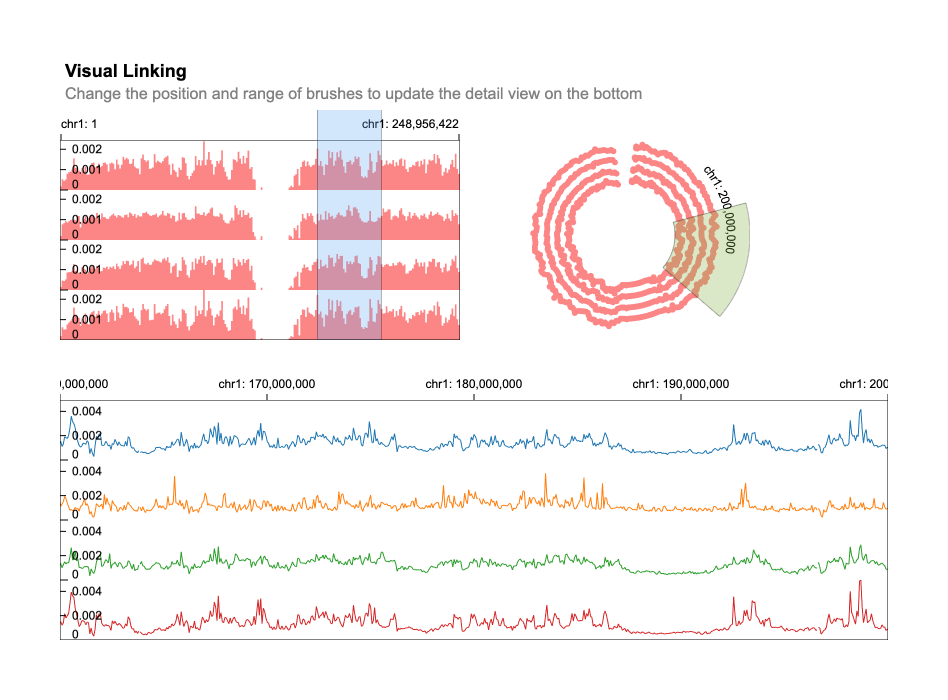 Visual Linking
Change the position and range of brushes to update the detail view on the bottom
chr1: 1
chr1: 248,956,422
0.002
0.001
0
0.002
0.001
0
0.002
0.001
0
0.002
0.001
0
chr1: 200,000,000
),000,000
chr1: 170,000,000
chr1: 180,000,000
chr1: 190,000,000
chr1: 200
0.004
0.002
0
0.004
0.002
0
0.004
0.002
0
0.004
0.002
0